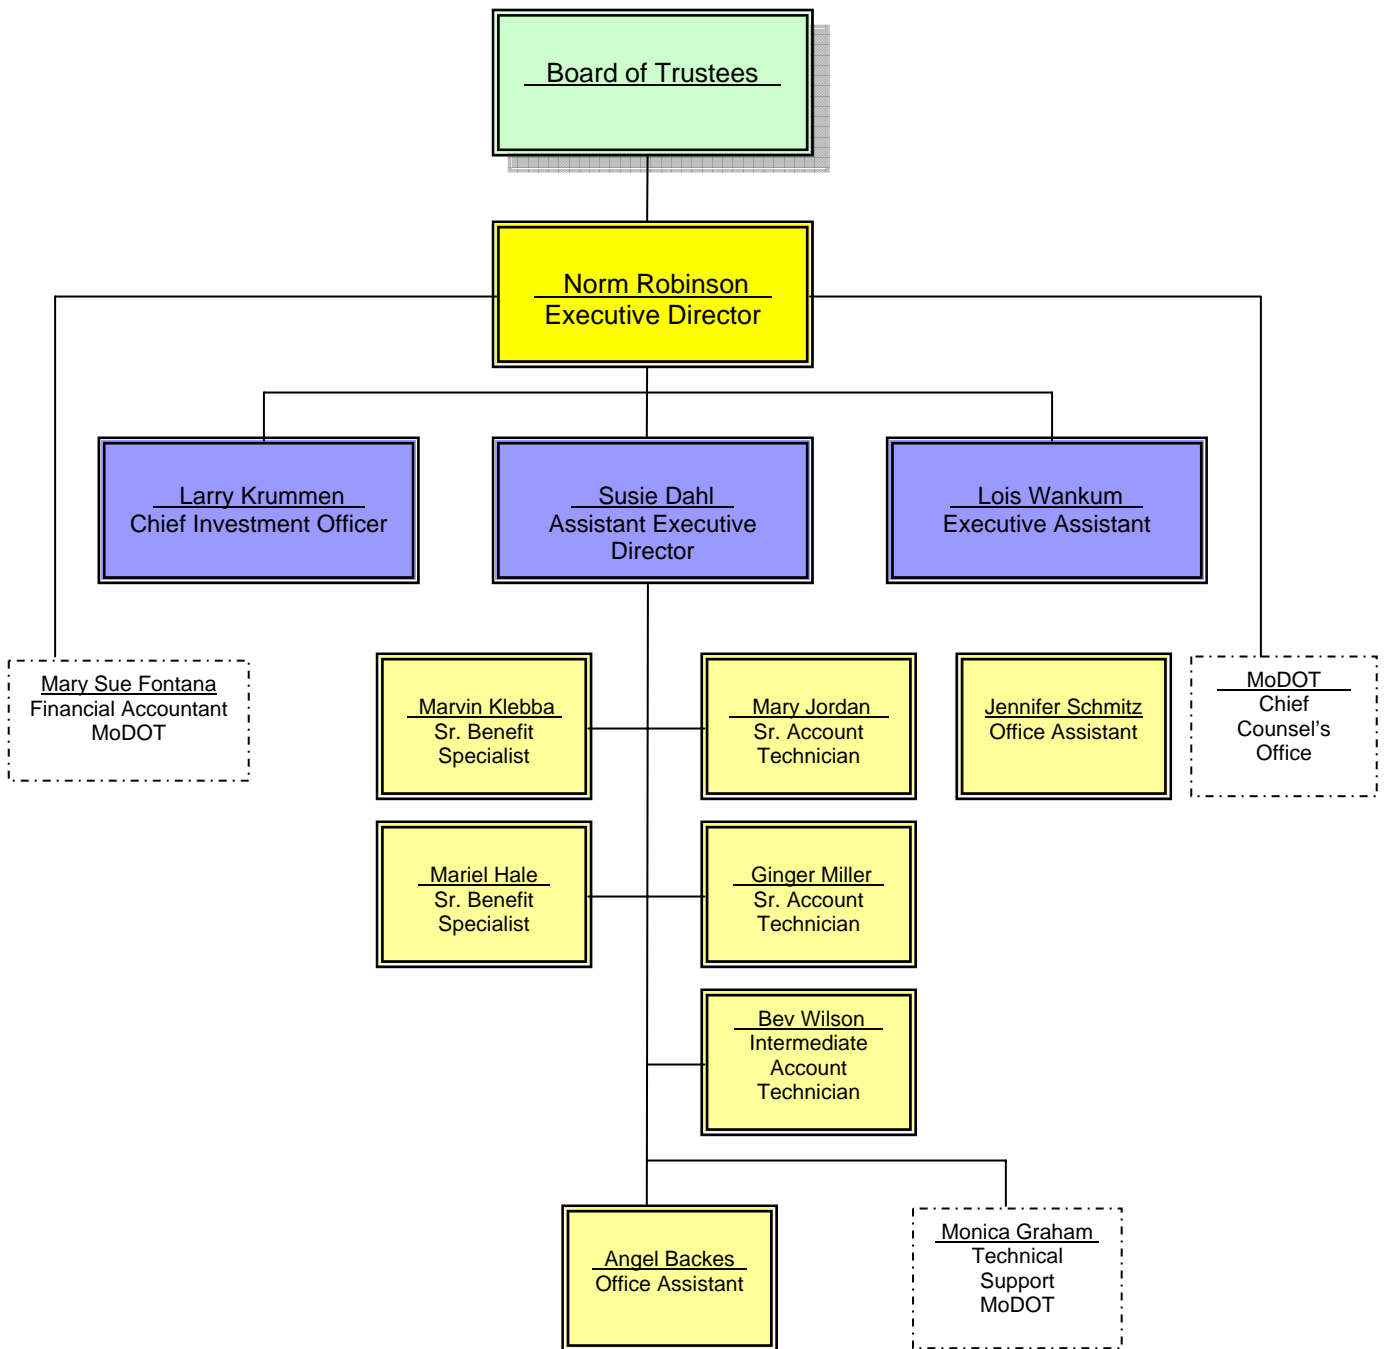 Board of Trustees
Norm Robinson
Executive Director
Larry Krummen
Chief Investment Officer
Susie Dahl
Assistant Executive
Director
Lois Wankum
Executive Assistant
Mary Sue Fontana
Financial Accountant
MoDOT
Marvin Klebba
Sr. Benefit
Specialist
Mary Jordan
Sr. Account
Technician
Jennifer Schmitz
Office Assistant
MoDOT
Chief
Counsel's
Office
Mariel Hale
Sr. Benefit
Specialist
Ginger Miller
Sr. Account
Technician
Bev Wilson
Intermediate
Account
Technician
Angel Backes
Office Assistant
Monica Graham
Technical
Support
MoDOT